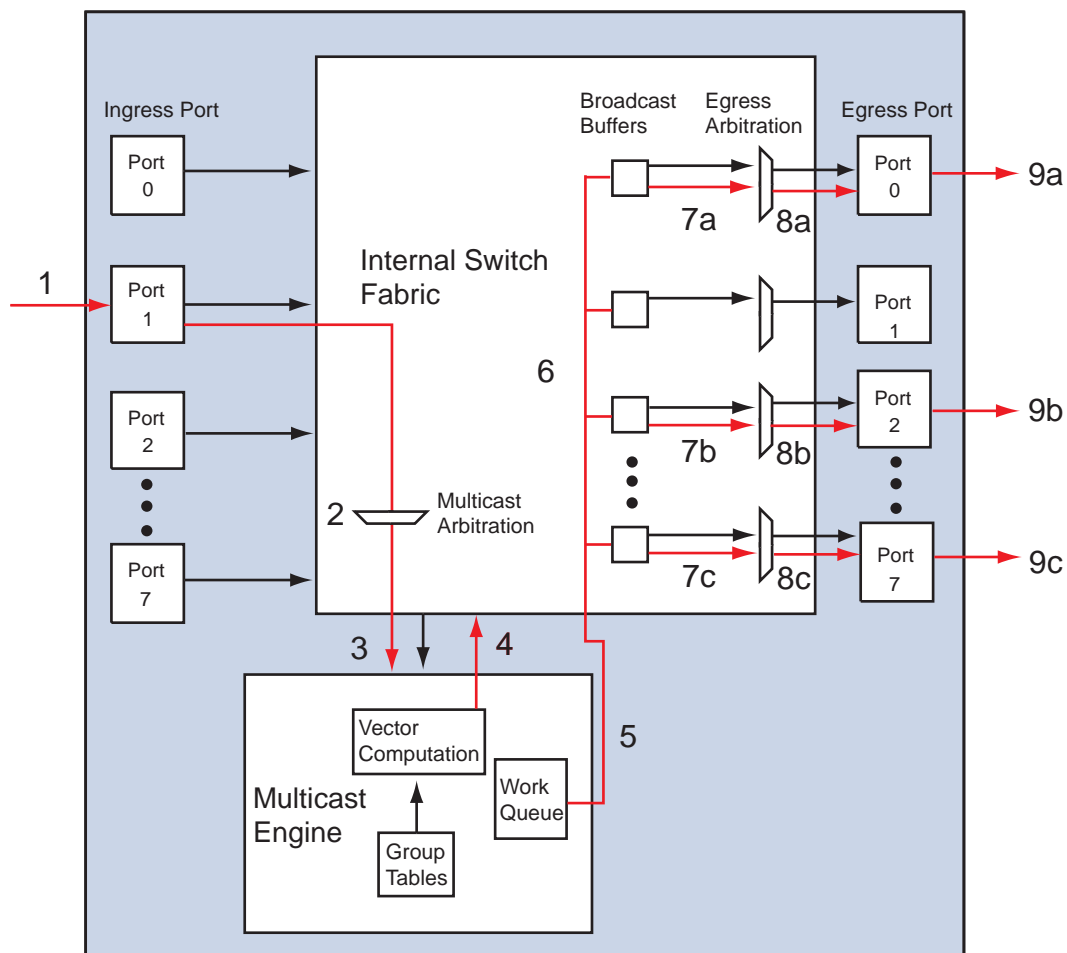 Ingress Port
Broadcast
Buffers
Egress
Arbitration
Egress Port
Port
0
Port
0
9a
7a
8a
1
Port
1
Internal Switch
Fabric
Port
1
6
Port
2
Port
2
9b
7b
8b
2
Multicast
Arbitration
Port
7
Port
7
9c
7c
8c
3
4
5
Vector
Computation
Work
Queue
Multicast
Engine
Group
Tables